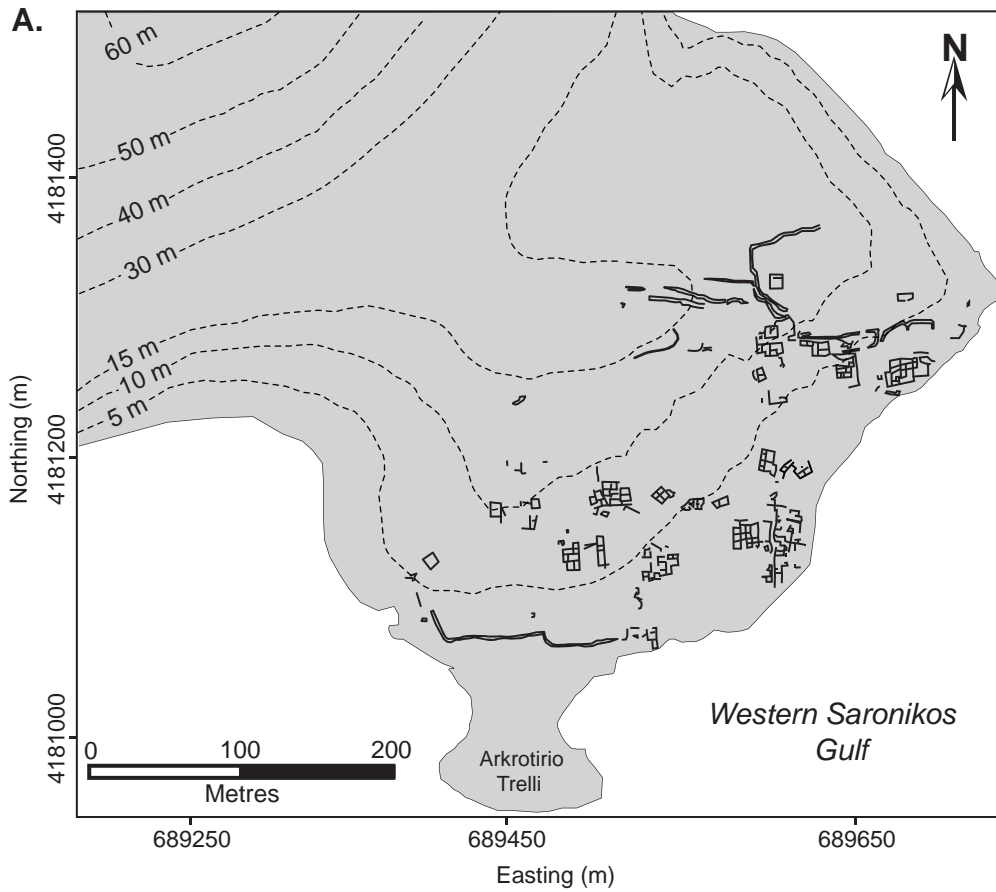 A.
60 m
50 m
40 m
30 m
15 m
10 m
5 m
N
4181400
4181200
4181000
Northing (m)
0 100 200
Metres
Arkrotirio
Trelli
Western Saronikos
Gulf
689250 689450 689650
Easting (m)